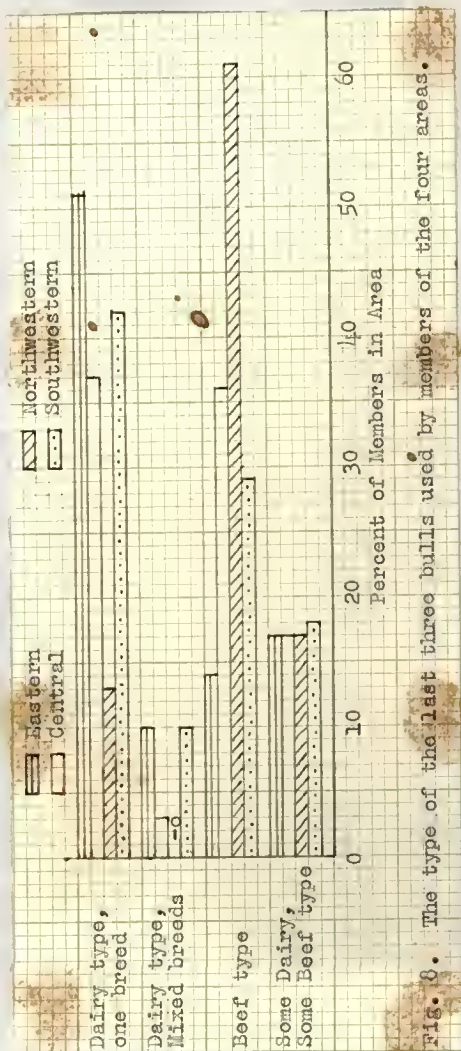 Eastern
Central
Northwestern
Southwestern
Dairy type,
one breed
Dairy type,
Mixed breeds
-0
Beef type
Some Dairy,
Some Beef type
0 10 20 30 40 50 60
Percent of Members in Area
Fig. 8. The type of the last three bulls used by members of the four areas.